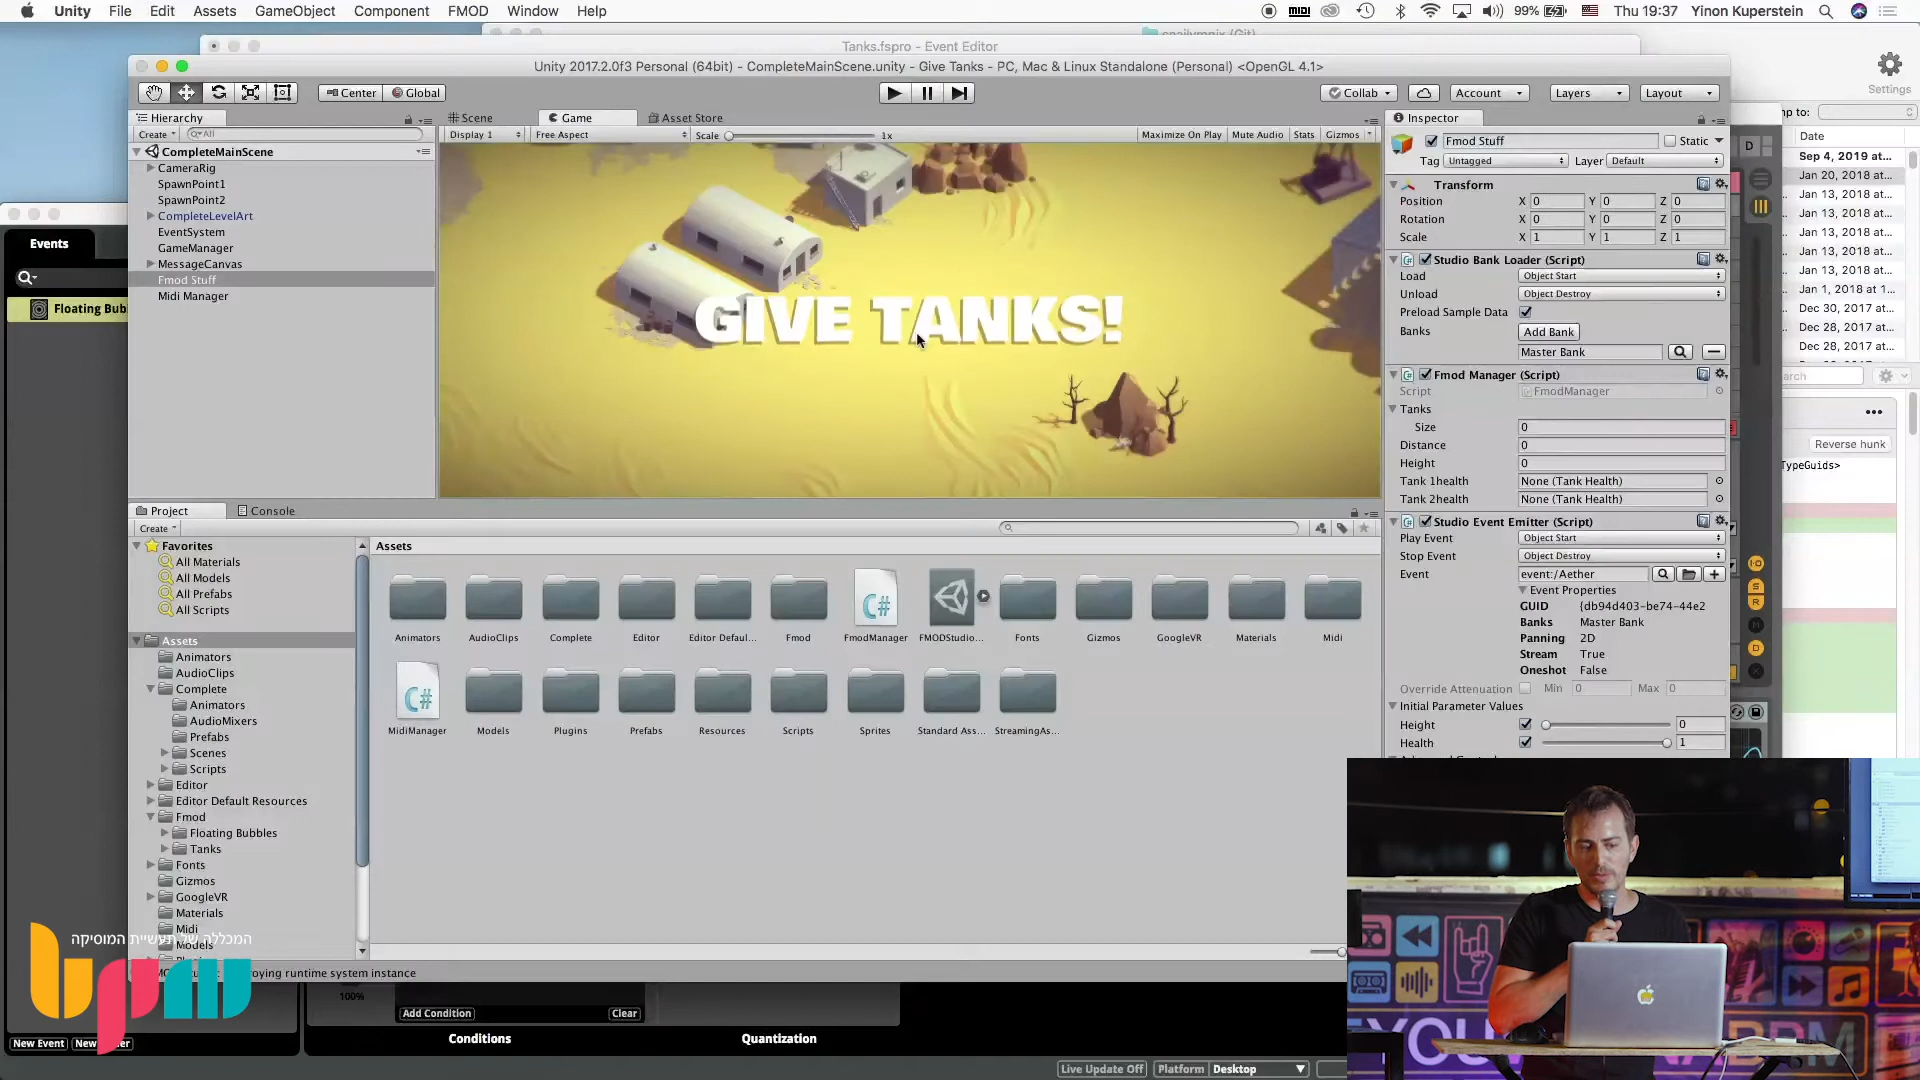 Unity File Edit Assets GameObject Component FMOD Window Help
99% Thu 19:37 Yinon Kuperstein
snailympix (Git)
Tanks.fspro - Event Editor
Unity 2017.2.0f3 Personal (64bit) - CompleteMainScene.unity - Give Tanks - PC, Mac & Linux Standalone (Personal) <OpenGL 4.1>
Settings
Center Global
Collab Account Layers Layout
Hierarchy
Create All
CompleteMainScene
CameraRig
SpawnPoint1
SpawnPoint2
CompleteLevelArt
EventSystem
GameManager
MessageCanvas
Fmod Stuff
Midi Manager
Scene Game Asset Store
Display 1 Free Aspect Scale 1x Maximize On Play Mute Audio Stats Gizmos
GIVE TANKS!
Inspector
Fmod Stuff Static
Tag Untagged Layer Default
Transform
Position X 0 Y 0 Z 0
Rotation X 0 Y 0 Z 0
Scale X 1 Y 1 Z 1
Studio Bank Loader (Script)
Load Object Start
Unload Object Destroy
Preload Sample Data
Banks Add Bank
Master Bank
Fmod Manager (Script)
Script FmodManager
Tanks
Size 0
Distance 0
Height 0
Tank 1health None (Tank Health)
Tank 2health None (Tank Health)
Studio Event Emitter (Script)
Play Event Object Start
Stop Event Object Destroy
Event event:/Aether
Event Properties
GUID {db94d403-be74-44e2
Banks Master Bank
Panning 2D
Stream True
Oneshot False
Override Attenuation Min 0 Max 0
Initial Parameter Values
Height 0
Health 1
Date
Sep 4, 2019 at...
Jan 20, 2018 at...
Jan 13, 2018 at...
Jan 13, 2018 at...
Jan 13, 2018 at...
Jan 13, 2018 at...
Jan 13, 2018 at...
Jan 1, 2018 at 1...
Dec 30, 2017 at...
Dec 28, 2017 at...
Dec 28, 2017 at...
Reverse hunk
TypeGuids>
Events
Floating Bub
Project Console
Create
Favorites
All Materials
All Models
All Prefabs
All Scripts
Assets
Animators
AudioClips
Complete
Animators
AudioMixers
Prefabs
Scenes
Scripts
Editor
Editor Default Resources
Fmod
Floating Bubbles
Tanks
Fonts
Gizmos
GoogleVR
Materials
Midi
Models
Assets
Animators AudioClips Complete Editor Editor Defaul... Fmod FmodManager FMODStudio... Fonts Gizmos GoogleVR Materials Midi
MidiManager Models Plugins Prefabs Resources Scripts Sprites Standard Ass... StreamingAs...
oying runtime system instance
המכללה של תעשיית המוסיקה
bpm
100% Add Condition Clear
Conditions Quantization
New Event
Live Update Off Platform Desktop